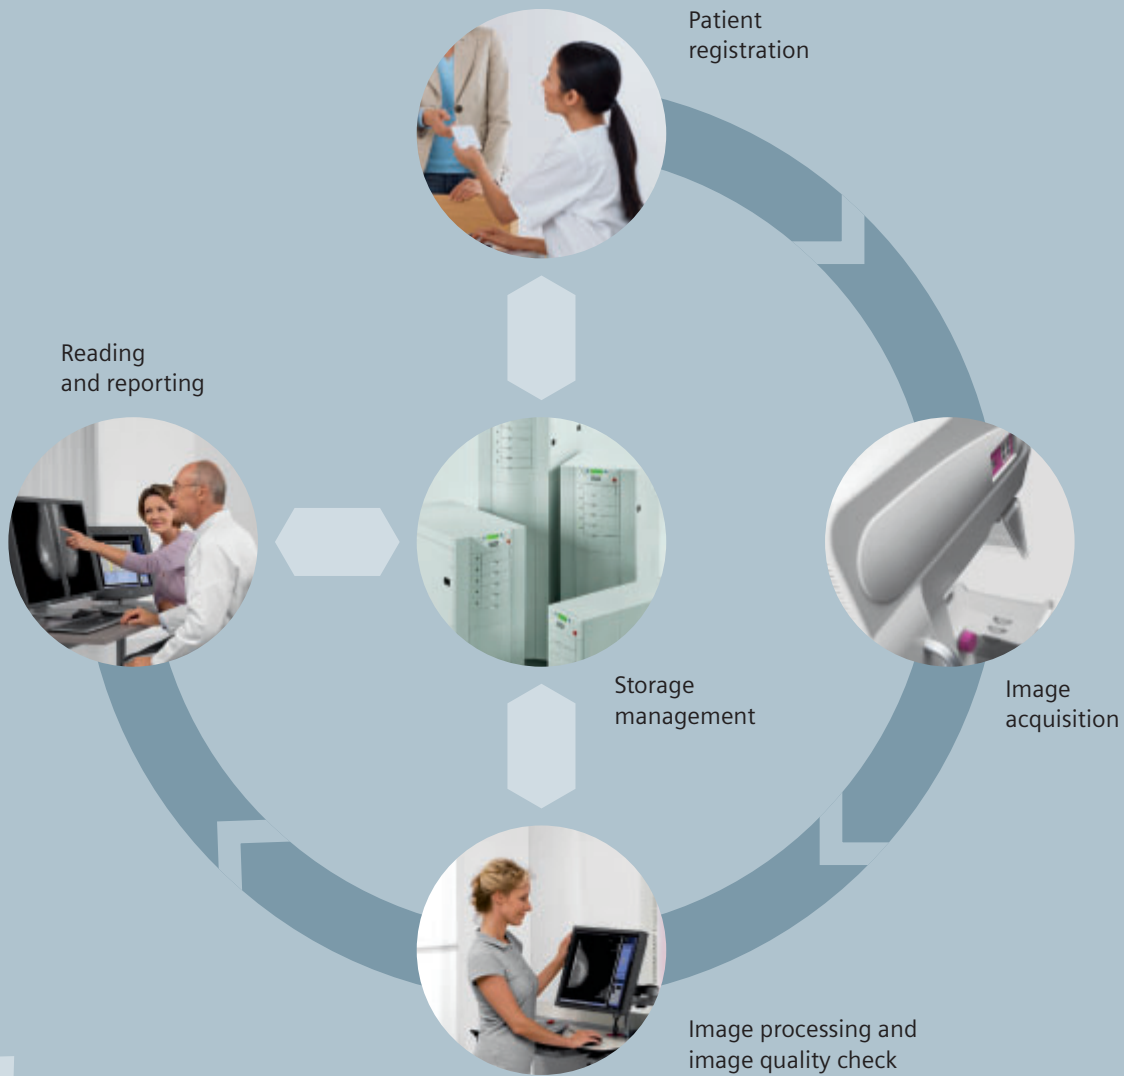 Patient
registration
Reading
and reporting
Storage
management
Image
acquisition
Image processing and
image quality check